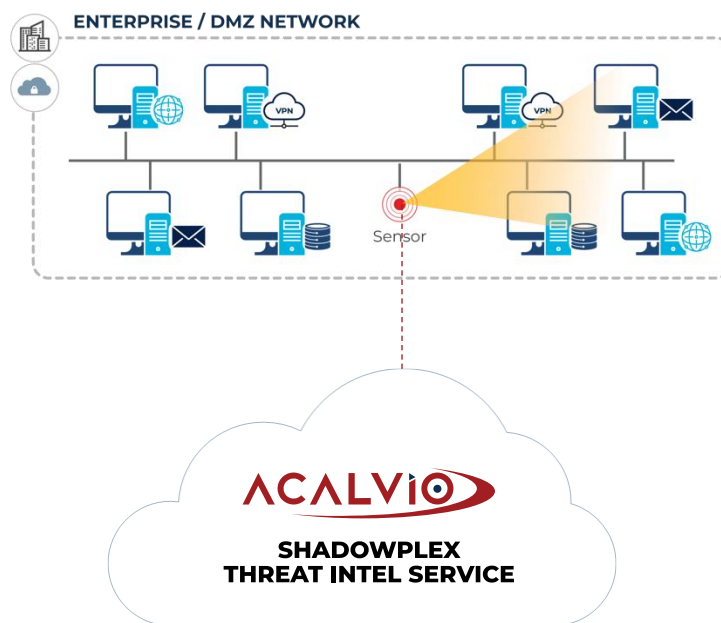 ENTERPRISE / DMZ NETWORK
VPN
VPN
Sensor
ACALVIO
SHADOWPLEX
THREAT INTEL SERVICE